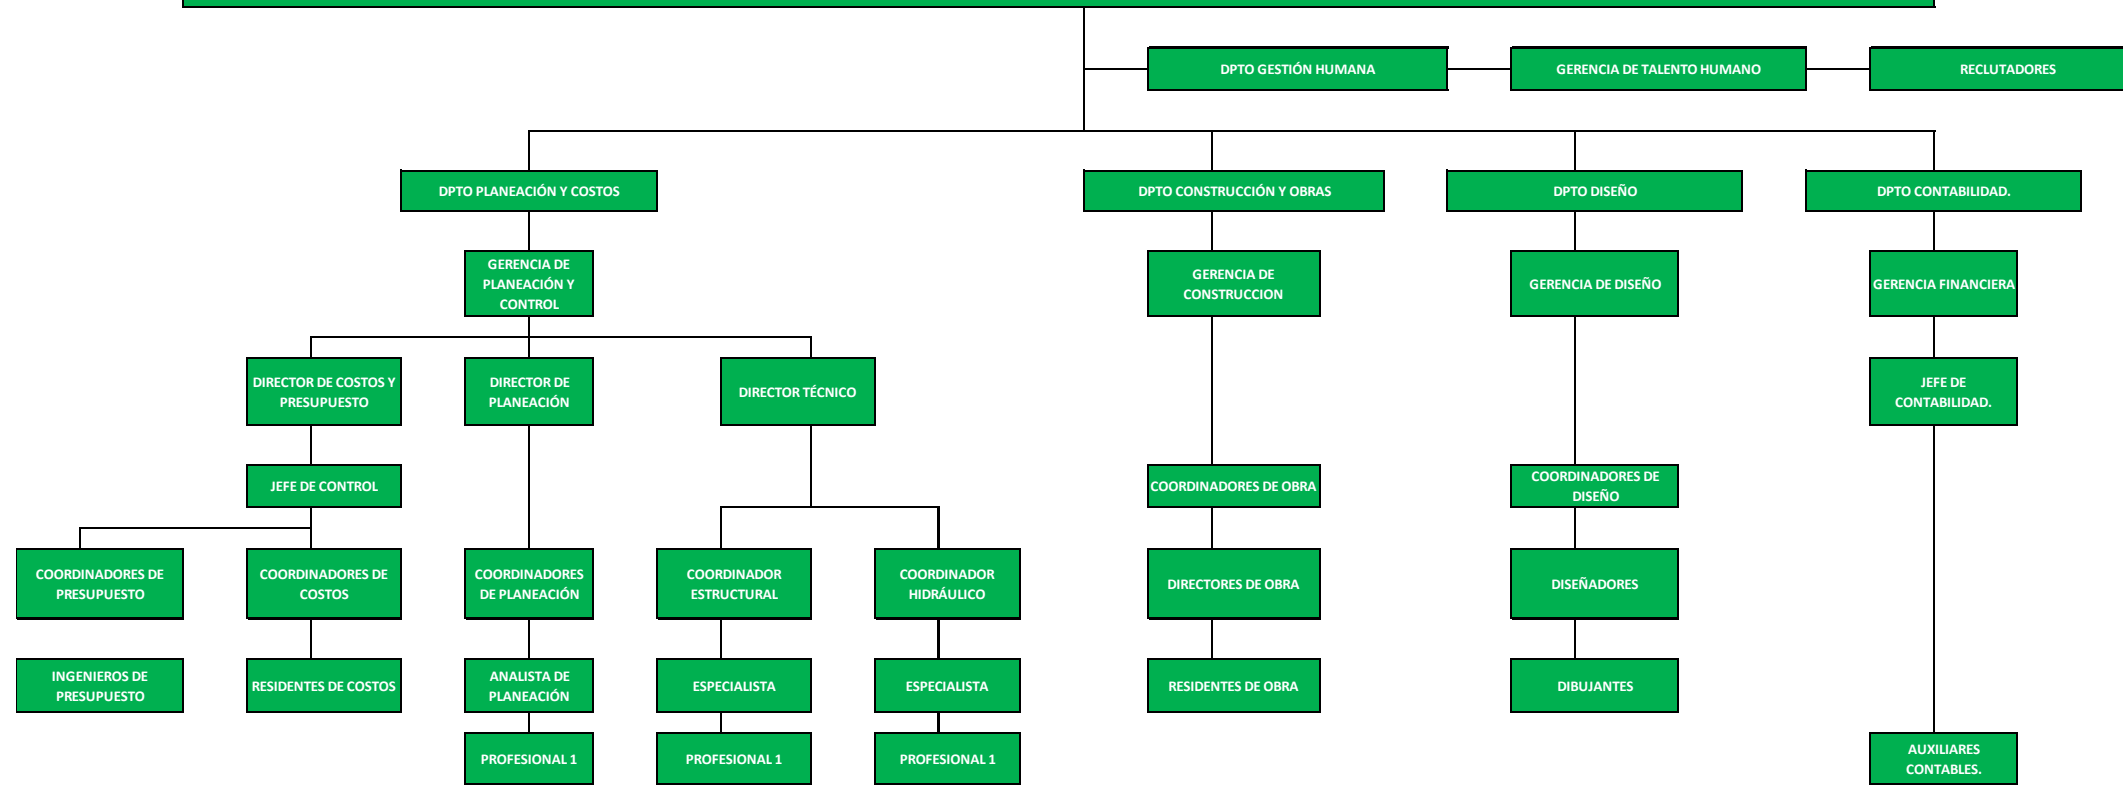 DPTO GESTIÓN HUMANA
GERENCIA DE TALENTO HUMANO
RECLUTADORES
DPTO PLANEACIÓN Y COSTOS
DPTO CONSTRUCCIÓN Y OBRAS
DPTO DISEÑO
DPTO CONTABILIDAD.
GERENCIA DE
PLANEACIÓN Y
CONTROL
GERENCIA DE
CONSTRUCCION
GERENCIA DE DISEÑO
GERENCIA FINANCIERA
DIRECTOR DE COSTOS Y
PRESUPUESTO
DIRECTOR DE
PLANEACIÓN
DIRECTOR TÉCNICO
JEFE DE
CONTABILIDAD.
JEFE DE CONTROL
COORDINADORES DE OBRA
COORDINADORES DE
DISEÑO
COORDINADORES DE
PRESUPUESTO
COORDINADORES DE
COSTOS
COORDINADORES
DE PLANEACIÓN
COORDINADOR
ESTRUCTURAL
COORDINADOR
HIDRÁULICO
DIRECTORES DE OBRA
DISEÑADORES
INGENIEROS DE
PRESUPUESTO
RESIDENTES DE COSTOS
ANALISTA DE
PLANEACIÓN
ESPECIALISTA
ESPECIALISTA
RESIDENTES DE OBRA
DIBUJANTES
PROFESIONAL 1
PROFESIONAL 1
PROFESIONAL 1
AUXILIARES
CONTABLES.